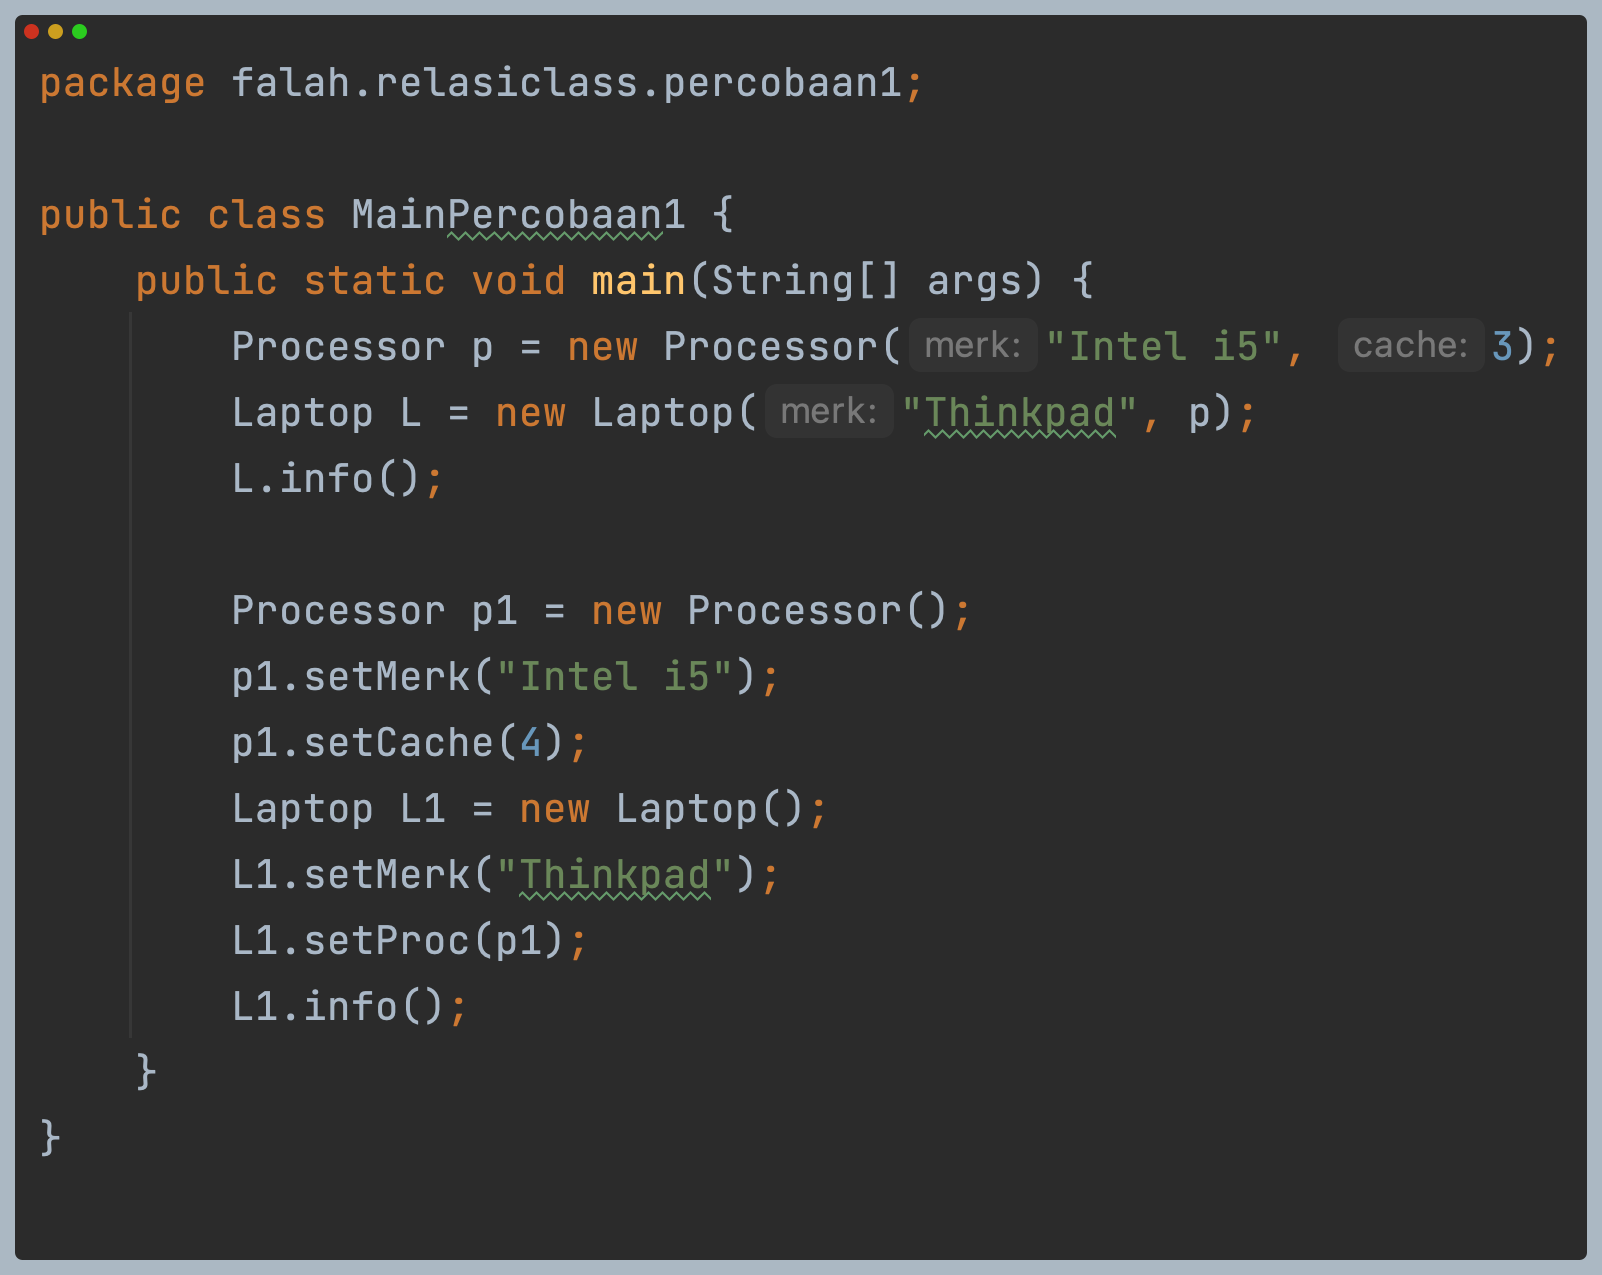 package falah.relasiclass.percobaan1;
public class MainPercobaan1 {
public static void main(String[] args) {
Processor p = new Processor( merk: "Intel i5", cache: 3);
Laptop L = new Laptop( merk: "Thinkpad", p);
L.info();
Processor p1 = new Processor();
p1.setMerk("Intel i5");
p1.setCache(4);
Laptop L1 = new Laptop();
L1.setMerk("Thinkpad");
L1.setProc(p1);
L1.info();
}
}